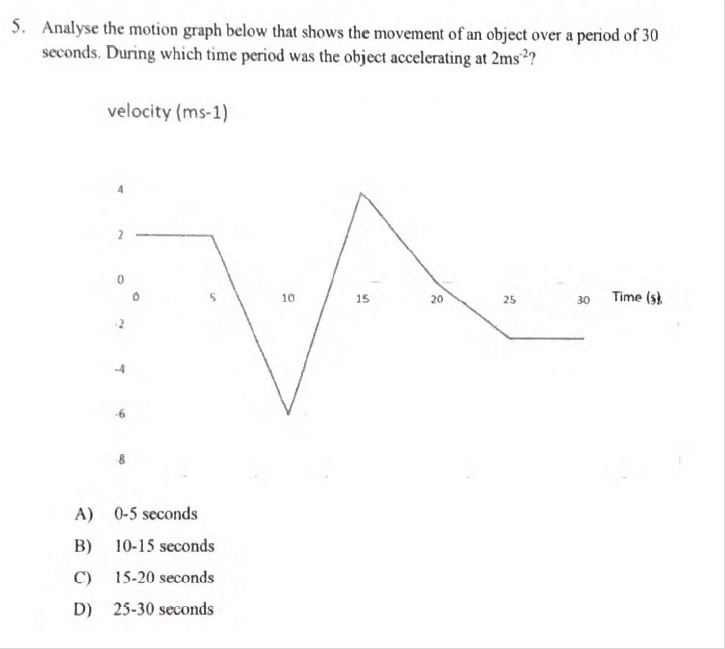 5. Analyse the motion graph below that shows the movement of an object over a period of 30
seconds. During which time period was the object accelerating at 2ms⁻²?
velocity (ms-1)
4
2
0
0 5 10 15 20 25 30 Time (s)
-2
-4
-6
-8
A) 0-5 seconds
B) 10-15 seconds
C) 15-20 seconds
D) 25-30 seconds